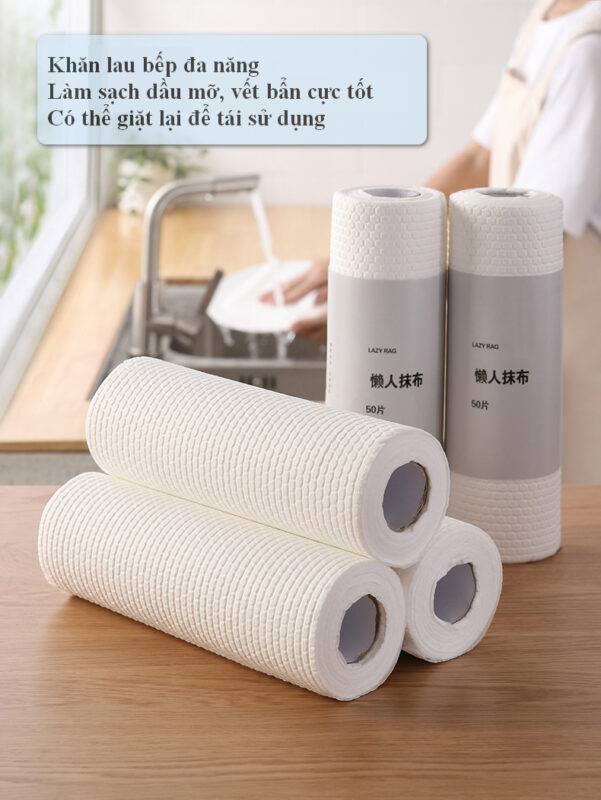 Khăn lau bếp đa năng
Làm sạch dầu mỡ, vết bẩn cực tốt
Có thể giặt lại để tái sử dụng
LAZY RAG
懒人抹布
50片
LAZY RAG
懒人抹布
50片